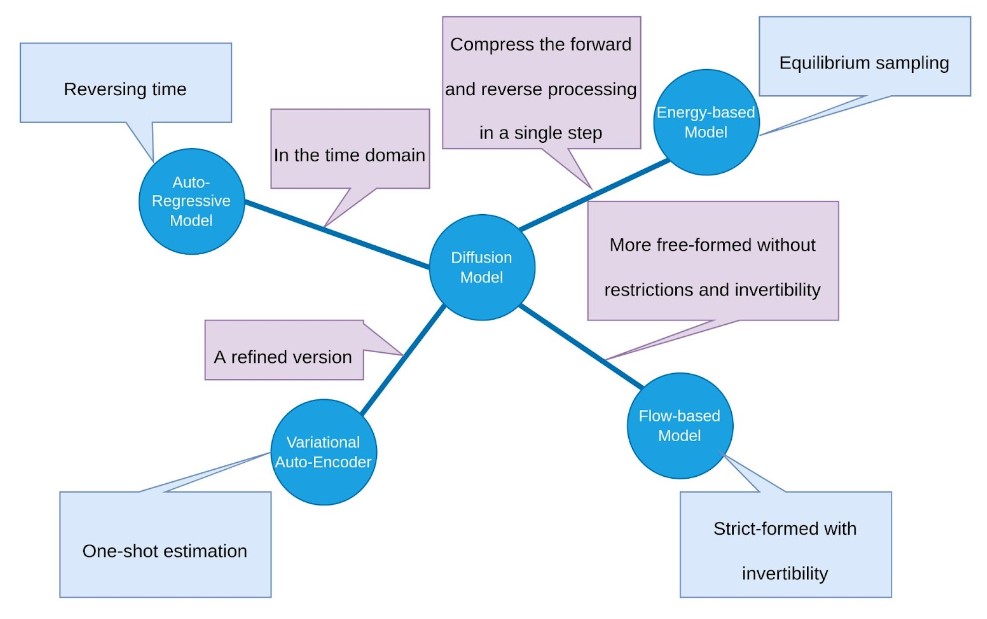 Compress the forward
and reverse processing
in a single step
Equilibrium sampling
Reversing time
Energy-based
Model
In the time domain
Auto-
Regressive
Model
Diffusion
Model
More free-formed without
restrictions and invertibility
A refined version
Flow-based
Model
Variational
Auto-Encoder
One-shot estimation
Strict-formed with
invertibility